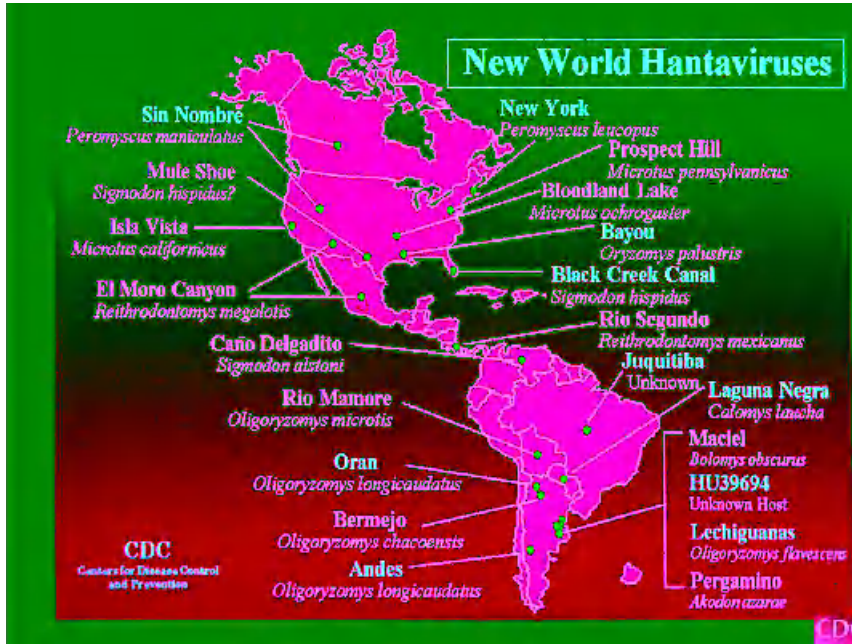 New World Hantaviruses
Sin Nombre
Peromyscus maniculatus
New York
Peromyscus leucopus
Mule Shoe
Sigmodon hispidus?
Prospect Hill
Microtus pennsylvanicus
Bloodland Lake
Microtus ochrogaster
Isla Vista
Microtus californicus
Bayou
Oryzomys palustris
El Moro Canyon
Reithrodontomys megalotis
Black Creek Canal
Sigmodon hispidus
Rio Segundo
Reithrodontomys mexicanus
Caño Delgadito
Sigmodon alstoni
Juquitiba
Unknown
Rio Mamore
Oligoryzomys microtis
Laguna Negra
Calomys laucha
Maciel
Bolomys obscurus
Oran
Oligoryzomys longicaudatus
HU39694
Unknown Host
Bermejo
Oligoryzomys chacoensis
Lechiguanas
Oligoryzomys flavescens
Andes
Oligoryzomys longicaudatus
Pergamino
Akodon azarae
CDC
Centers for Disease Control
and Prevention